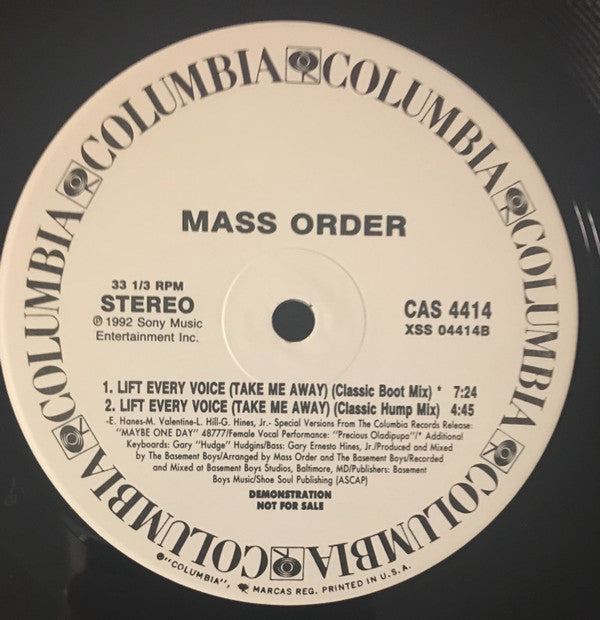 COLUMBIA COLUMBIA COLUMBIA COLUMBIA COLUMBIA COLUMBIA COLUMBIA COLUMBIA
MASS ORDER
33 1/3 RPM
STEREO
℗ 1992 Sony Music
Entertainment Inc.
CAS 4414
XSS 04414B
1. LIFT EVERY VOICE (TAKE ME AWAY) (Classic Boot Mix) * 7:24
2. LIFT EVERY VOICE (TAKE ME AWAY) (Classic Hump Mix) 4:45
-E. Hanes-M. Valentine-L. Hill-G. Hines, Jr.- Special Versions From The Columbia Records Release:
"MAYBE ONE DAY" 48777/Female Vocal Performance: "Precious Oladipupo"/* Additional
Keyboards: Gary "Hudge" Hudgins/Bass: Gary Ernesto Hines, Jr./Produced and Mixed
by The Basement Boys/Arranged by Mass Order and The Basement Boys/Recorded
and Mixed at Basement Boys Studios, Baltimore, MD/Publishers: Basement
Boys Music/Shoe Soul Publishing (ASCAP)
DEMONSTRATION
NOT FOR SALE
®"COLUMBIA", MARCAS REG. PRINTED IN U.S.A.